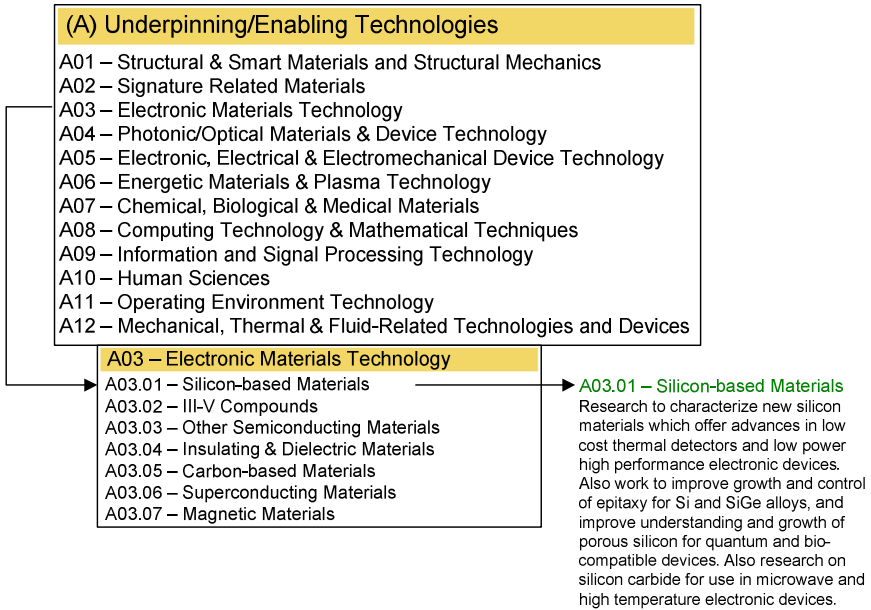 (A) Underpinning/Enabling Technologies
A01 – Structural & Smart Materials and Structural Mechanics
A02 – Signature Related Materials
A03 – Electronic Materials Technology
A04 – Photonic/Optical Materials & Device Technology
A05 – Electronic, Electrical & Electromechanical Device Technology
A06 – Energetic Materials & Plasma Technology
A07 – Chemical, Biological & Medical Materials
A08 – Computing Technology & Mathematical Techniques
A09 – Information and Signal Processing Technology
A10 – Human Sciences
A11 – Operating Environment Technology
A12 – Mechanical, Thermal & Fluid-Related Technologies and Devices
A03 – Electronic Materials Technology
A03.01 – Silicon-based Materials
A03.02 – III-V Compounds
A03.03 – Other Semiconducting Materials
A03.04 – Insulating & Dielectric Materials
A03.05 – Carbon-based Materials
A03.06 – Superconducting Materials
A03.07 – Magnetic Materials
A03.01 – Silicon-based Materials
Research to characterize new silicon
materials which offer advances in low
cost thermal detectors and low power
high performance electronic devices.
Also work to improve growth and control
of epitaxy for Si and SiGe alloys, and
improve understanding and growth of
porous silicon for quantum and bio-
compatible devices. Also research on
silicon carbide for use in microwave and
high temperature electronic devices.